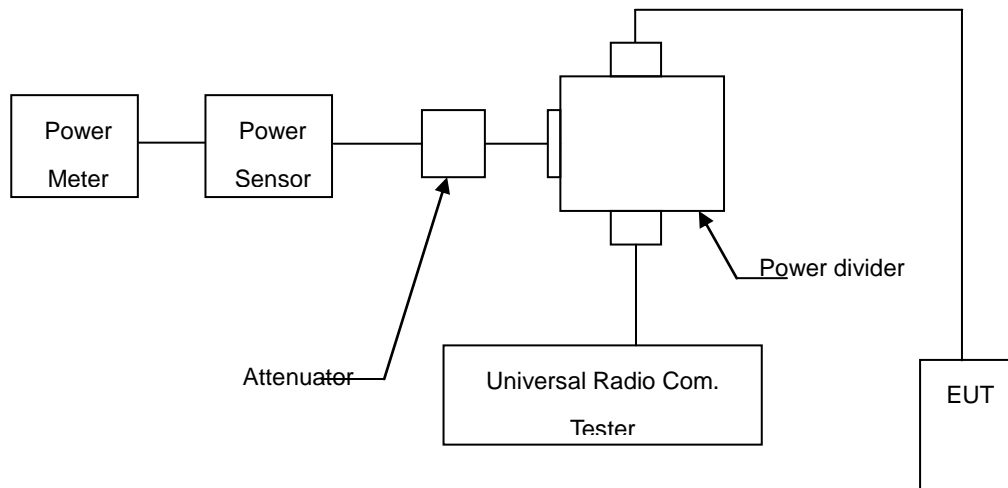 Power
Meter
Power
Sensor
Power divider
Attenuator
Universal Radio Com.
Tester
EUT